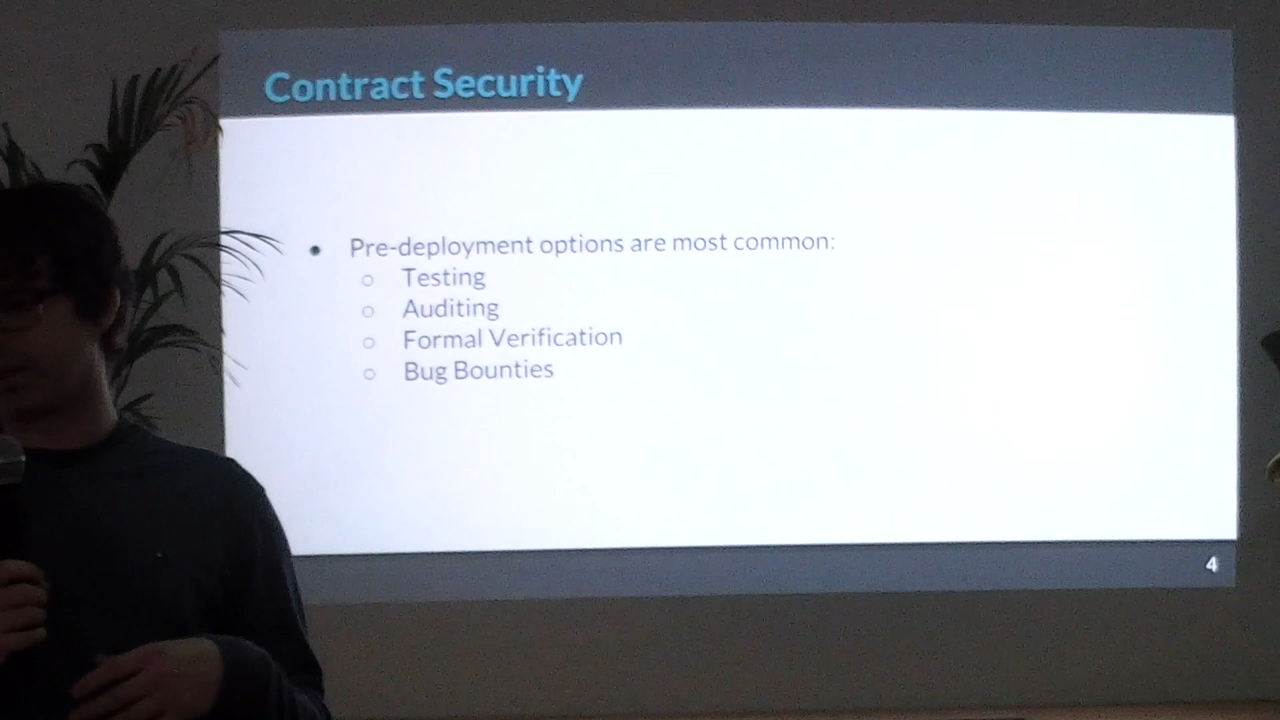 Contract Security
● Pre-deployment options are most common:
○ Testing
○ Auditing
○ Formal Verification
○ Bug Bounties
4